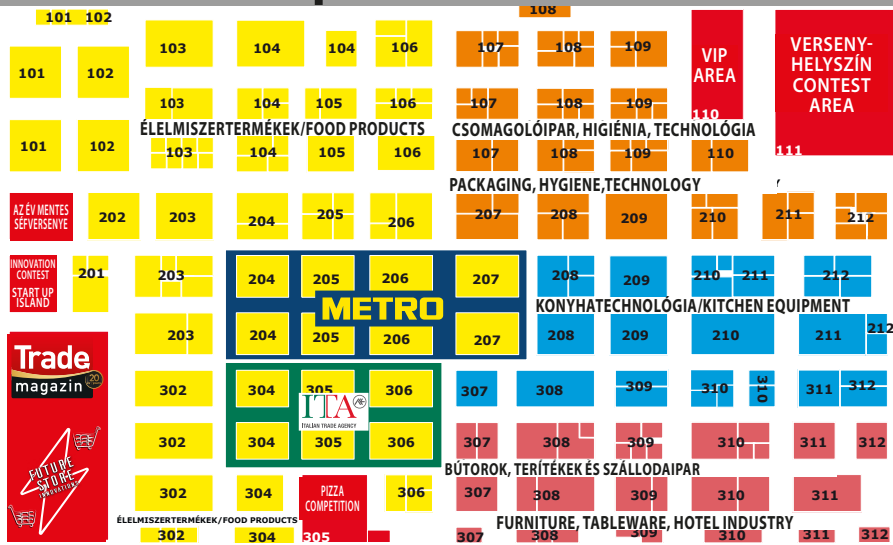 108
101 102
103 104 104 106 107 108 109
101 102
VIP
AREA
110
VERSENY-
HELYSZÍN
CONTEST
AREA
111
103 104 105 106 107 108 109
ÉLELMISZERTERMÉKEK/FOOD PRODUCTS
CSOMAGOLÓIPAR, HIGIÉNIA, TECHNOLÓGIA
101 102 103 104 105 106 107 108 109 110
PACKAGING, HYGIENE,TECHNOLOGY
AZ ÉV MENTES
SÉFVERSENYE
202 203 204 205 206 207 208 209 210 211 212
INNOVATION
CONTEST
START UP
ISLAND
201 203 204 205 206 207 208 209 210 211 212
METRO
KONYHATECHNOLÓGIA/KITCHEN EQUIPMENT
203 204 205 206 207 208 209 210 211 212
Trade
magazin 20
302 304 305 306 307 308 309 310 310 311 312
ITA
ITALIAN TRADE AGENCY
302 304 305 306 307 308 309 310 311 312
FUTURE
STORE
INNOVATIONS
BÚTOROK, TERÍTÉKEK ÉS SZÁLLODAIPAR
302 304
PIZZA
COMPETITION
305
306 307 308 309 310 311
ÉLELMISZERTERMÉKEK/FOOD PRODUCTS
FURNITURE, TABLEWARE, HOTEL INDUSTRY
302 304 307 308 309 310 311 312